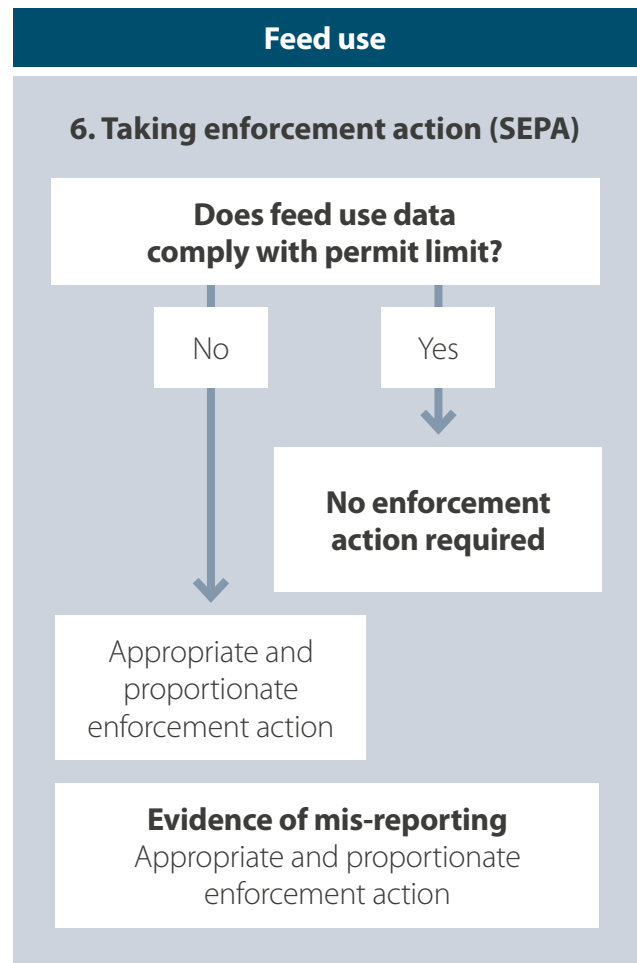 Feed use
6. Taking enforcement action (SEPA)
Does feed use data
comply with permit limit?
No
Yes
No enforcement
action required
Appropriate and
proportionate
enforcement action
Evidence of mis-reporting
Appropriate and proportionate
enforcement action